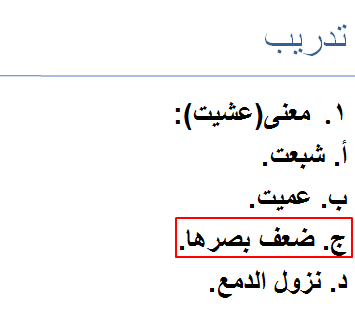 تدريب
١. معنى(عشيت):
أ. شبعت.
ب. عميت.
ج. ضعف بصرها.
د. نزول الدمع.